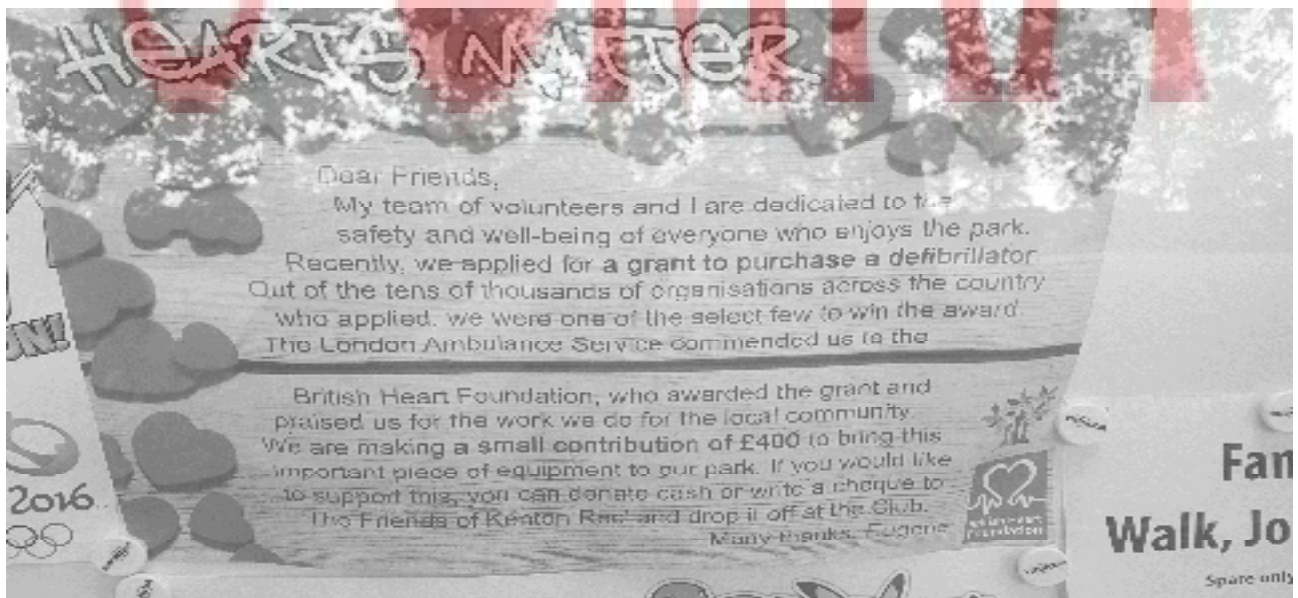 HEARTS MATTER
Dear Friends,
My team of volunteers and I are dedicated to the
safety and well-being of everyone who enjoys the park.
Recently, we applied for a grant to purchase a defibrillator
Out of the tens of thousands of organisations across the country
who applied, we were one of the select few to win the award.
The London Ambulance Service commended us to the
British Heart Foundation, who awarded the grant and
praised us for the work we do for the local community.
We are making a small contribution of £400 to bring this
important piece of equipment to our park. If you would like
to support this, you can donate cash or write a cheque to
The Friends of Kenton Rec! and drop it off at the Club.
Many thanks, Eugene
UN!
2016
British Heart
Foundation
Fam
Walk, Jo
Spare only